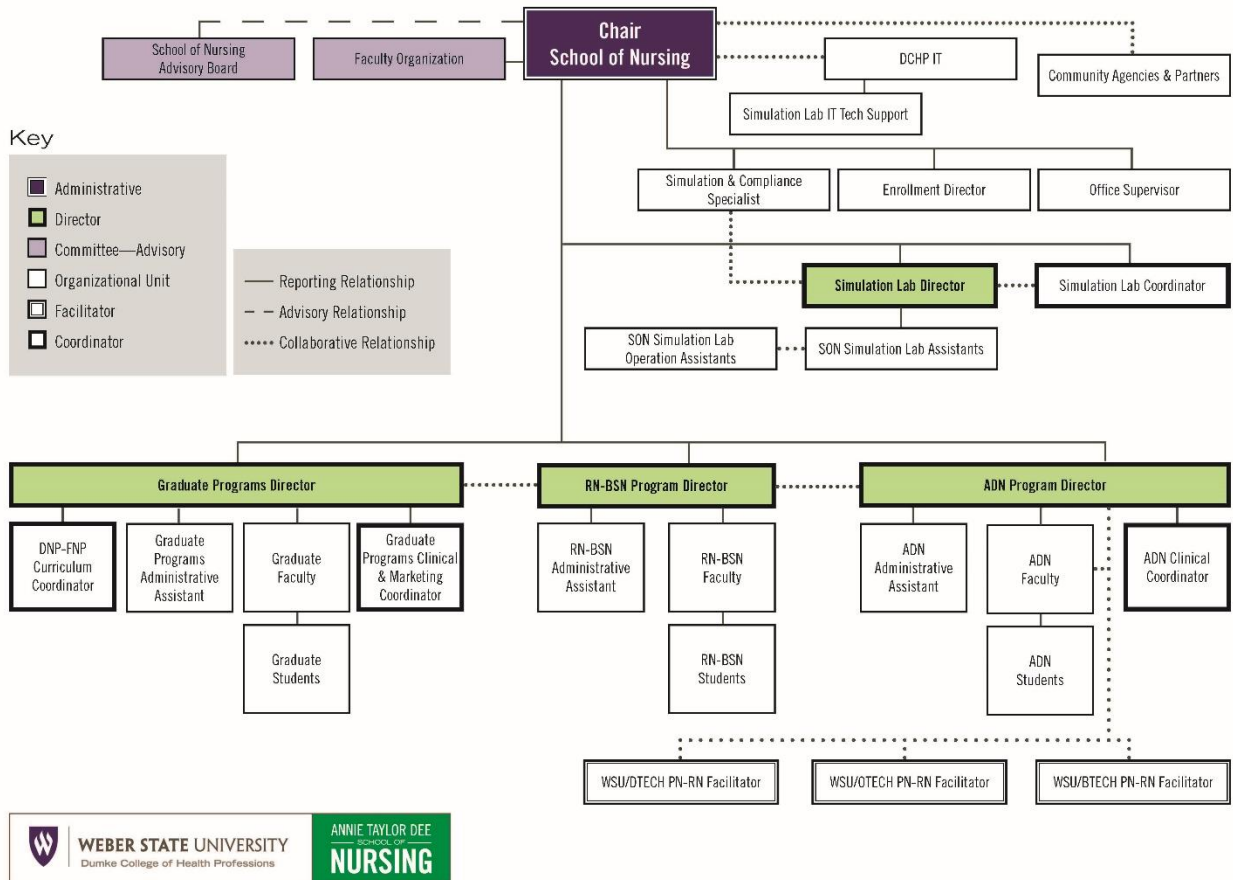 Chair
School of Nursing
School of Nursing
Advisory Board
Faculty Organization
DCHP IT
Community Agencies & Partners
Simulation Lab IT Tech Support
Key
Administrative
Director
Committee—Advisory
Organizational Unit
Facilitator
Coordinator
Reporting Relationship
Advisory Relationship
Collaborative Relationship
Simulation & Compliance
Specialist
Enrollment Director
Office Supervisor
Simulation Lab Director
Simulation Lab Coordinator
SON Simulation Lab
Operation Assistants
SON Simulation Lab Assistants
Graduate Programs Director
RN-BSN Program Director
ADN Program Director
DNP-FNP
Curriculum
Coordinator
Graduate
Programs
Administrative
Assistant
Graduate
Faculty
Graduate
Programs Clinical
& Marketing
Coordinator
RN-BSN
Administrative
Assistant
RN-BSN
Faculty
ADN
Administrative
Assistant
ADN
Faculty
ADN Clinical
Coordinator
Graduate
Students
RN-BSN
Students
ADN
Students
WSU/DTECH PN-RN Facilitator
WSU/OTECH PN-RN Facilitator
WSU/BTECH PN-RN Facilitator
W
WEBER STATE UNIVERSITY
Dumke College of Health Professions
ANNIE TAYLOR DEE
SCHOOL OF
NURSING